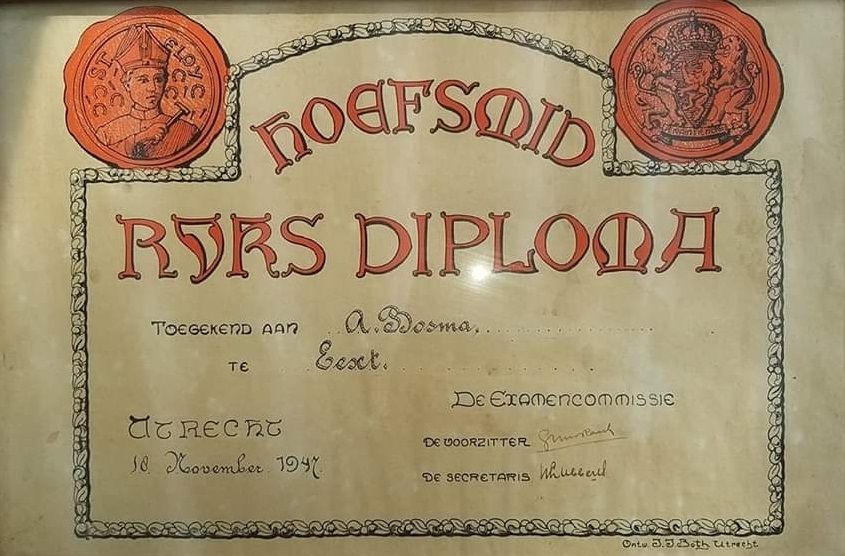 HOEFSMID
RYKS DIPLOMA
TOEGEKEND AAN A. Bosma.
TE Eext.
DE EXAMENCOMMISSIE
UTRECHT
18 November 1947.
DE VOORZITTER
DE SECRETARIS
Ontw. J.J. Both Utrecht